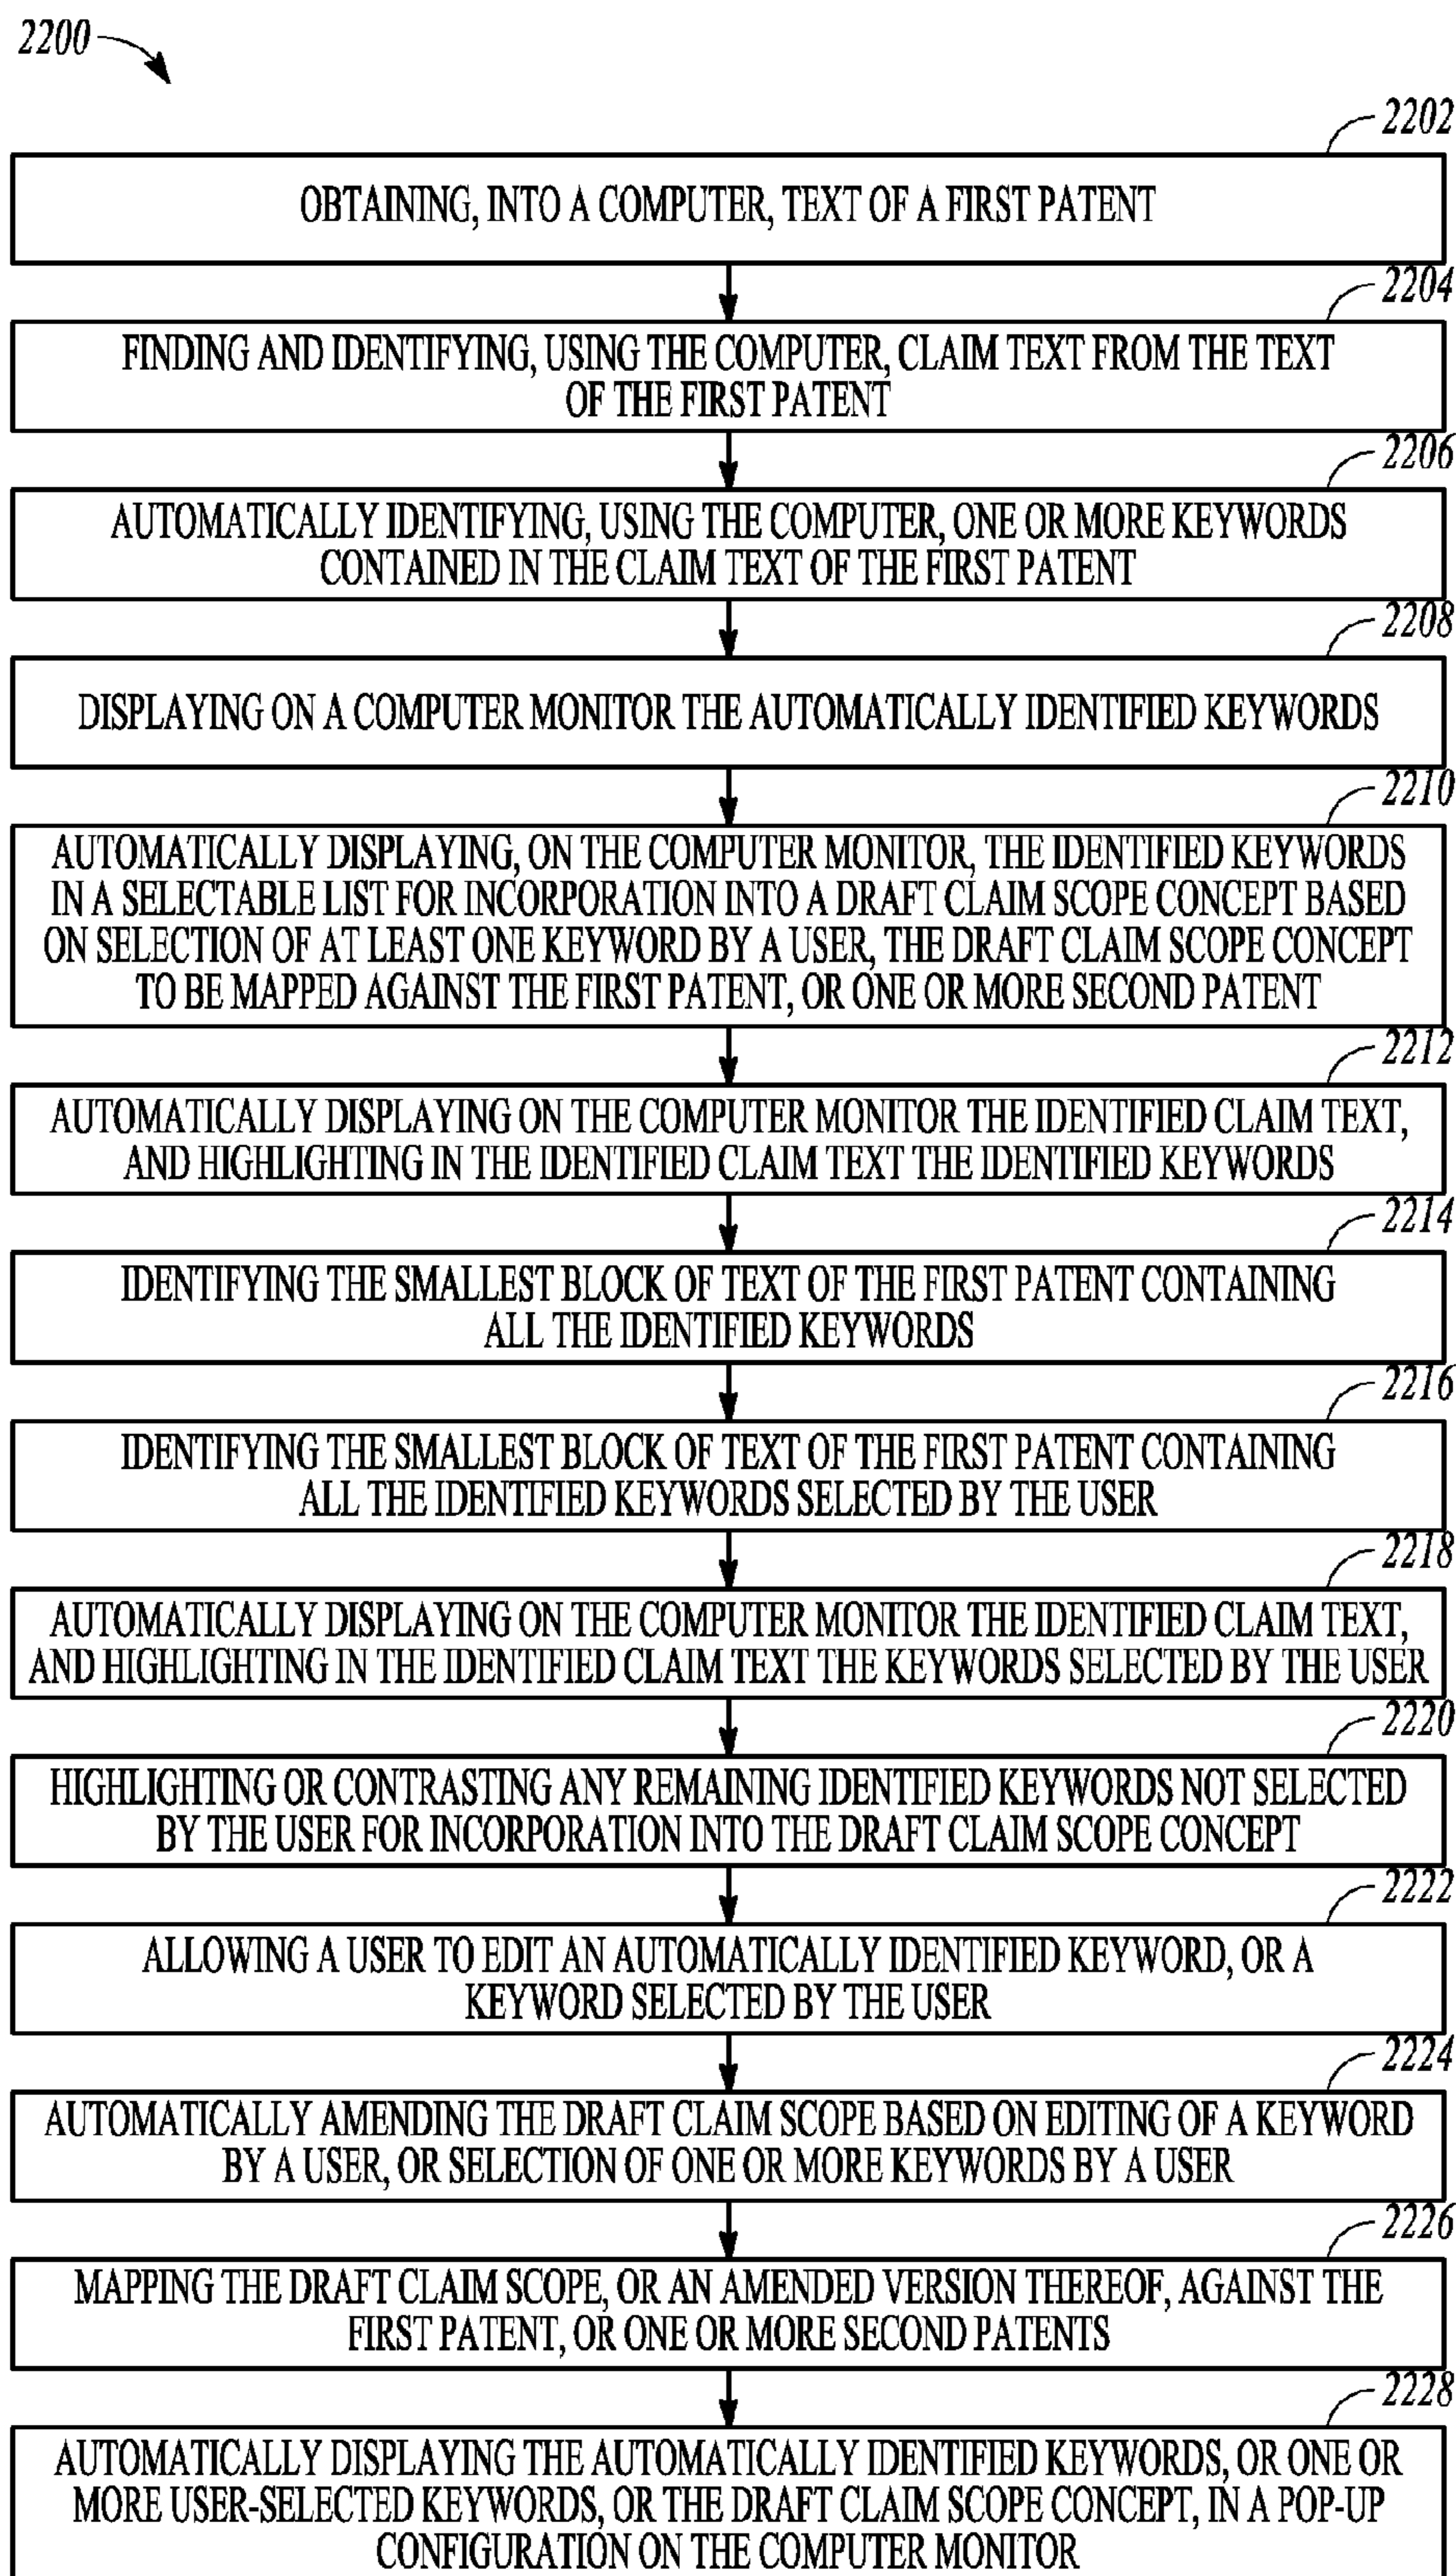 2200
2202
OBTAINING, INTO A COMPUTER, TEXT OF A FIRST PATENT
2204
FINDING AND IDENTIFYING, USING THE COMPUTER, CLAIM TEXT FROM THE TEXT
OF THE FIRST PATENT
2206
AUTOMATICALLY IDENTIFYING, USING THE COMPUTER, ONE OR MORE KEYWORDS
CONTAINED IN THE CLAIM TEXT OF THE FIRST PATENT
2208
DISPLAYING ON A COMPUTER MONITOR THE AUTOMATICALLY IDENTIFIED KEYWORDS
2210
AUTOMATICALLY DISPLAYING, ON THE COMPUTER MONITOR, THE IDENTIFIED KEYWORDS
IN A SELECTABLE LIST FOR INCORPORATION INTO A DRAFT CLAIM SCOPE CONCEPT BASED
ON SELECTION OF AT LEAST ONE KEYWORD BY A USER, THE DRAFT CLAIM SCOPE CONCEPT
TO BE MAPPED AGAINST THE FIRST PATENT, OR ONE OR MORE SECOND PATENT
2212
AUTOMATICALLY DISPLAYING ON THE COMPUTER MONITOR THE IDENTIFIED CLAIM TEXT,
AND HIGHLIGHTING IN THE IDENTIFIED CLAIM TEXT THE IDENTIFIED KEYWORDS
2214
IDENTIFYING THE SMALLEST BLOCK OF TEXT OF THE FIRST PATENT CONTAINING
ALL THE IDENTIFIED KEYWORDS
2216
IDENTIFYING THE SMALLEST BLOCK OF TEXT OF THE FIRST PATENT CONTAINING
ALL THE IDENTIFIED KEYWORDS SELECTED BY THE USER
2218
AUTOMATICALLY DISPLAYING ON THE COMPUTER MONITOR THE IDENTIFIED CLAIM TEXT,
AND HIGHLIGHTING IN THE IDENTIFIED CLAIM TEXT THE KEYWORDS SELECTED BY THE USER
2220
HIGHLIGHTING OR CONTRASTING ANY REMAINING IDENTIFIED KEYWORDS NOT SELECTED
BY THE USER FOR INCORPORATION INTO THE DRAFT CLAIM SCOPE CONCEPT
2222
ALLOWING A USER TO EDIT AN AUTOMATICALLY IDENTIFIED KEYWORD, OR A
KEYWORD SELECTED BY THE USER
2224
AUTOMATICALLY AMENDING THE DRAFT CLAIM SCOPE BASED ON EDITING OF A KEYWORD
BY A USER, OR SELECTION OF ONE OR MORE KEYWORDS BY A USER
2226
MAPPING THE DRAFT CLAIM SCOPE, OR AN AMENDED VERSION THEREOF, AGAINST THE
FIRST PATENT, OR ONE OR MORE SECOND PATENTS
2228
AUTOMATICALLY DISPLAYING THE AUTOMATICALLY IDENTIFIED KEYWORDS, OR ONE OR
MORE USER-SELECTED KEYWORDS, OR THE DRAFT CLAIM SCOPE CONCEPT, IN A POP-UP
CONFIGURATION ON THE COMPUTER MONITOR